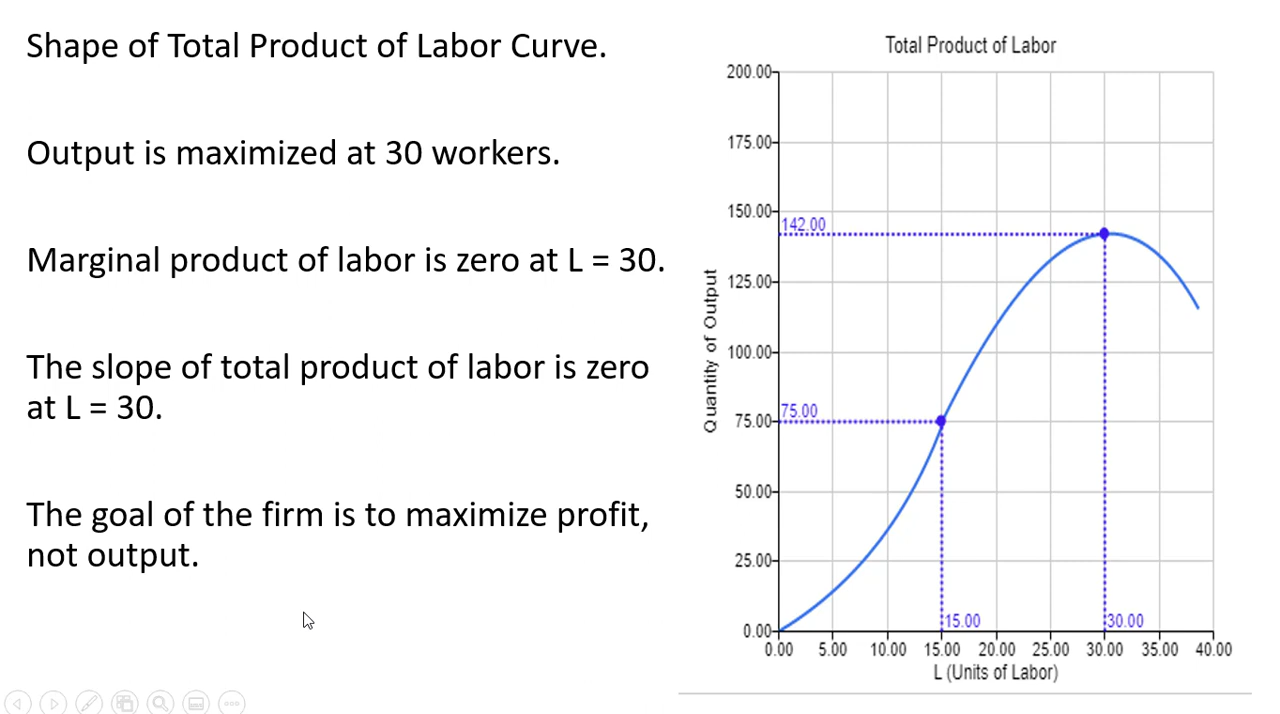 Shape of Total Product of Labor Curve.
Output is maximized at 30 workers.
Marginal product of labor is zero at L = 30.
The slope of total product of labor is zero
at L = 30.
The goal of the firm is to maximize profit,
not output.
Total Product of Labor
200.00
175.00
150.00
142.00
125.00
100.00
75.00
75.00
50.00
25.00
0.00
Quantity of Output
15.00
30.00
0.00 5.00 10.00 15.00 20.00 25.00 30.00 35.00 40.00
L (Units of Labor)